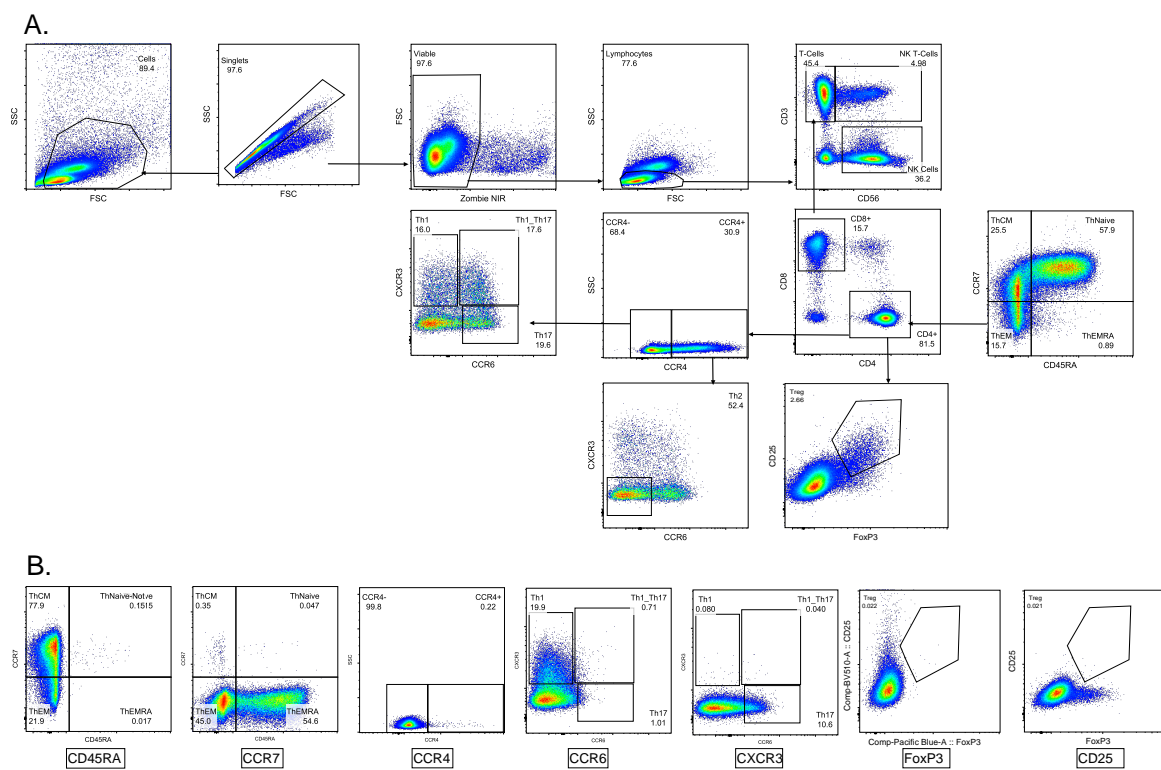 A.
Cells
89.4
SSC
FSC
Singlets
97.6
SSC
FSC
Viable
97.6
FSC
Zombie NIR
Lymphocytes
77.6
SSC
FSC
T-Cells
45.4
NK T-Cells
4.98
CD3
NK Cells
36.2
CD56
Th1
16.0
Th1_Th17
17.6
CXCR3
Th17
19.6
CCR6
CCR4-
68.4
CCR4+
30.9
SSC
CCR4
CD8+
15.7
CD8
CD4+
81.5
CD4
ThCM
25.5
ThNaive
57.9
CCR7
ThEM
15.7
ThEMRA
0.89
CD45RA
Th2
52.4
CXCR3
CCR6
Treg
2.66
CD25
FoxP3
B.
ThCM
77.9
0.1515
CCR7
ThEM
21.9
ThEMRA
0.017
CD45RA
CD45RA
ThCM
0.35
ThNaive
0.047
CCR7
ThEM
45.0
ThEMRA
54.6
CD45RA
CCR7
CCR4-
99.8
CCR4+
0.22
SSC
CCR4
CCR4
Th1
19.9
Th1_Th17
0.71
CXCR3
Th17
1.01
CCR6
CCR6
Th1
0.080
Th1_Th17
0.040
CXCR3
Th17
10.6
CCR6
CXCR3
Treg
0.022
Comp-BV510-A :: CD25
Comp-Pacific Blue-A :: FoxP3
FoxP3
Treg
0.021
CD25
FoxP3
CD25